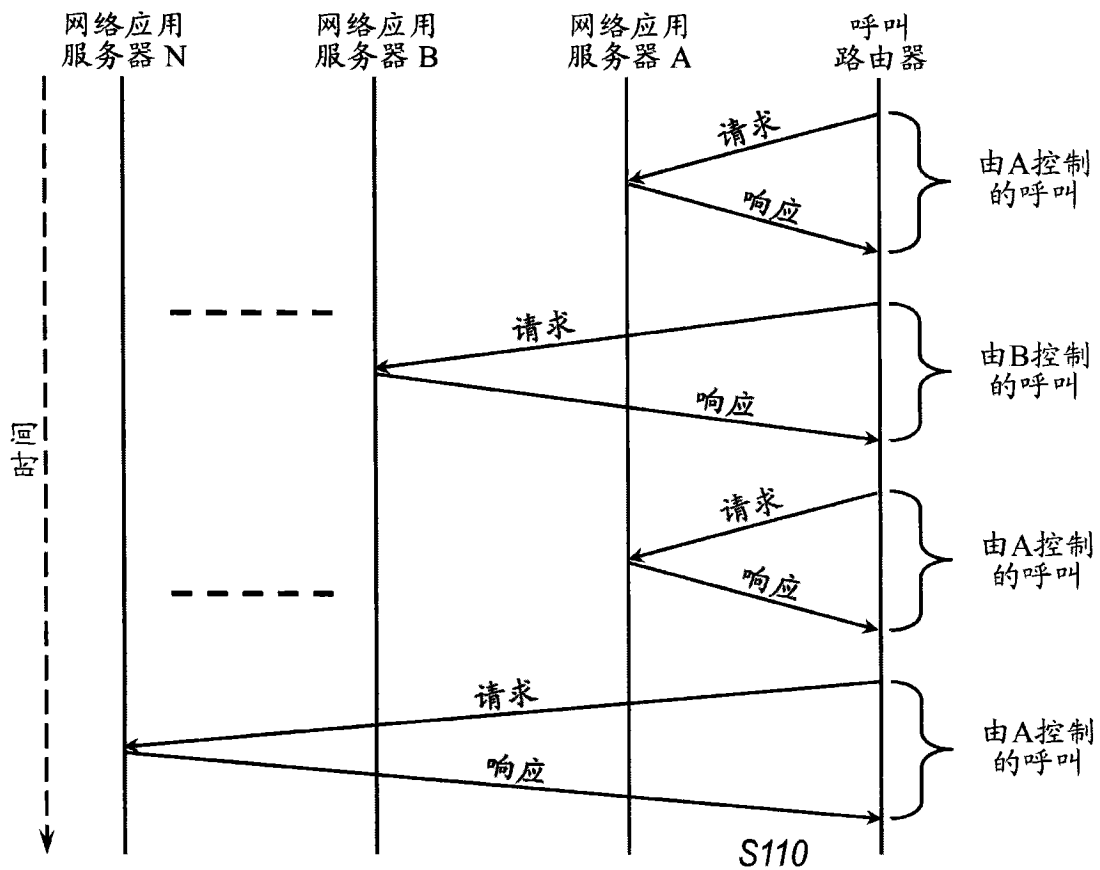 网络应用
服务器 N
网络应用
服务器 B
网络应用
服务器 A
呼叫
路由器
请求
响应
由A控制
的呼叫
请求
响应
由B控制
的呼叫
时间
请求
响应
由A控制
的呼叫
请求
响应
由A控制
的呼叫
S110